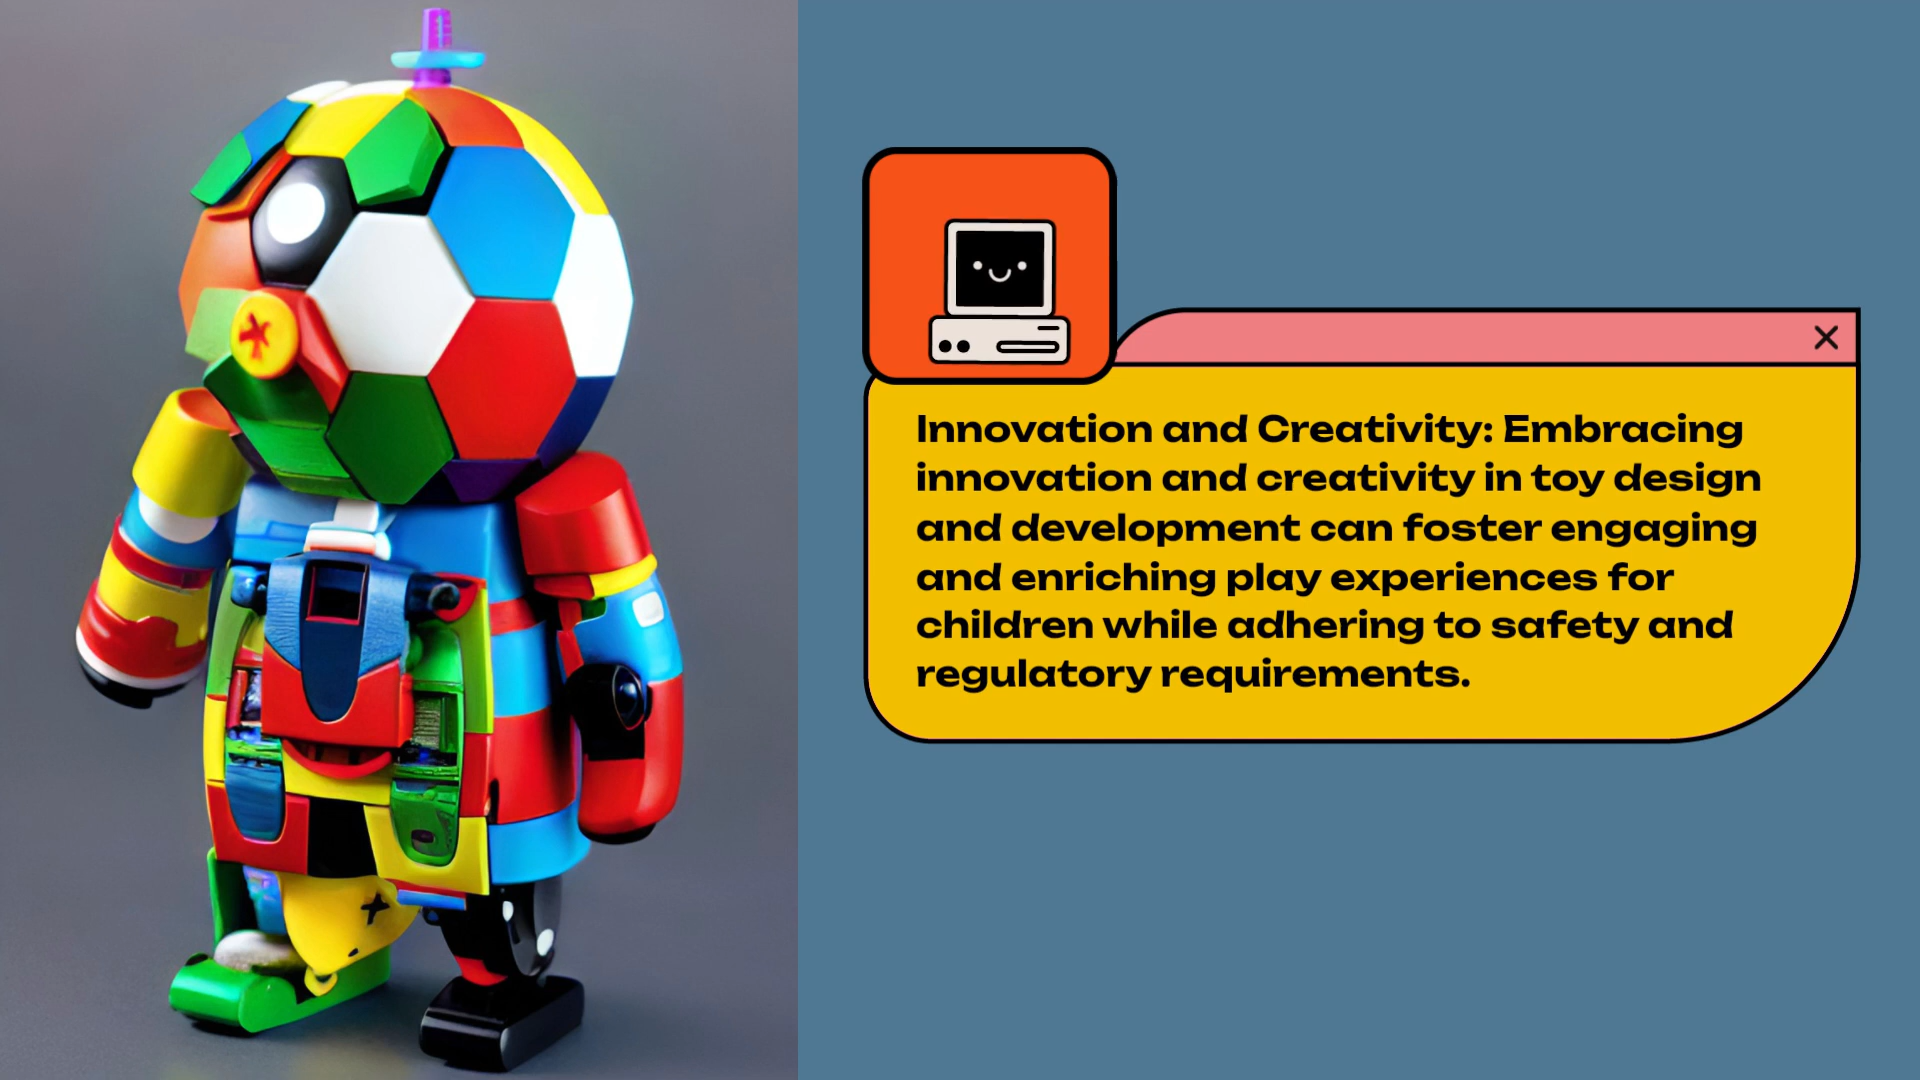 Innovation and Creativity: Embracing
innovation and creativity in toy design
and development can foster engaging
and enriching play experiences for
children while adhering to safety and
regulatory requirements.